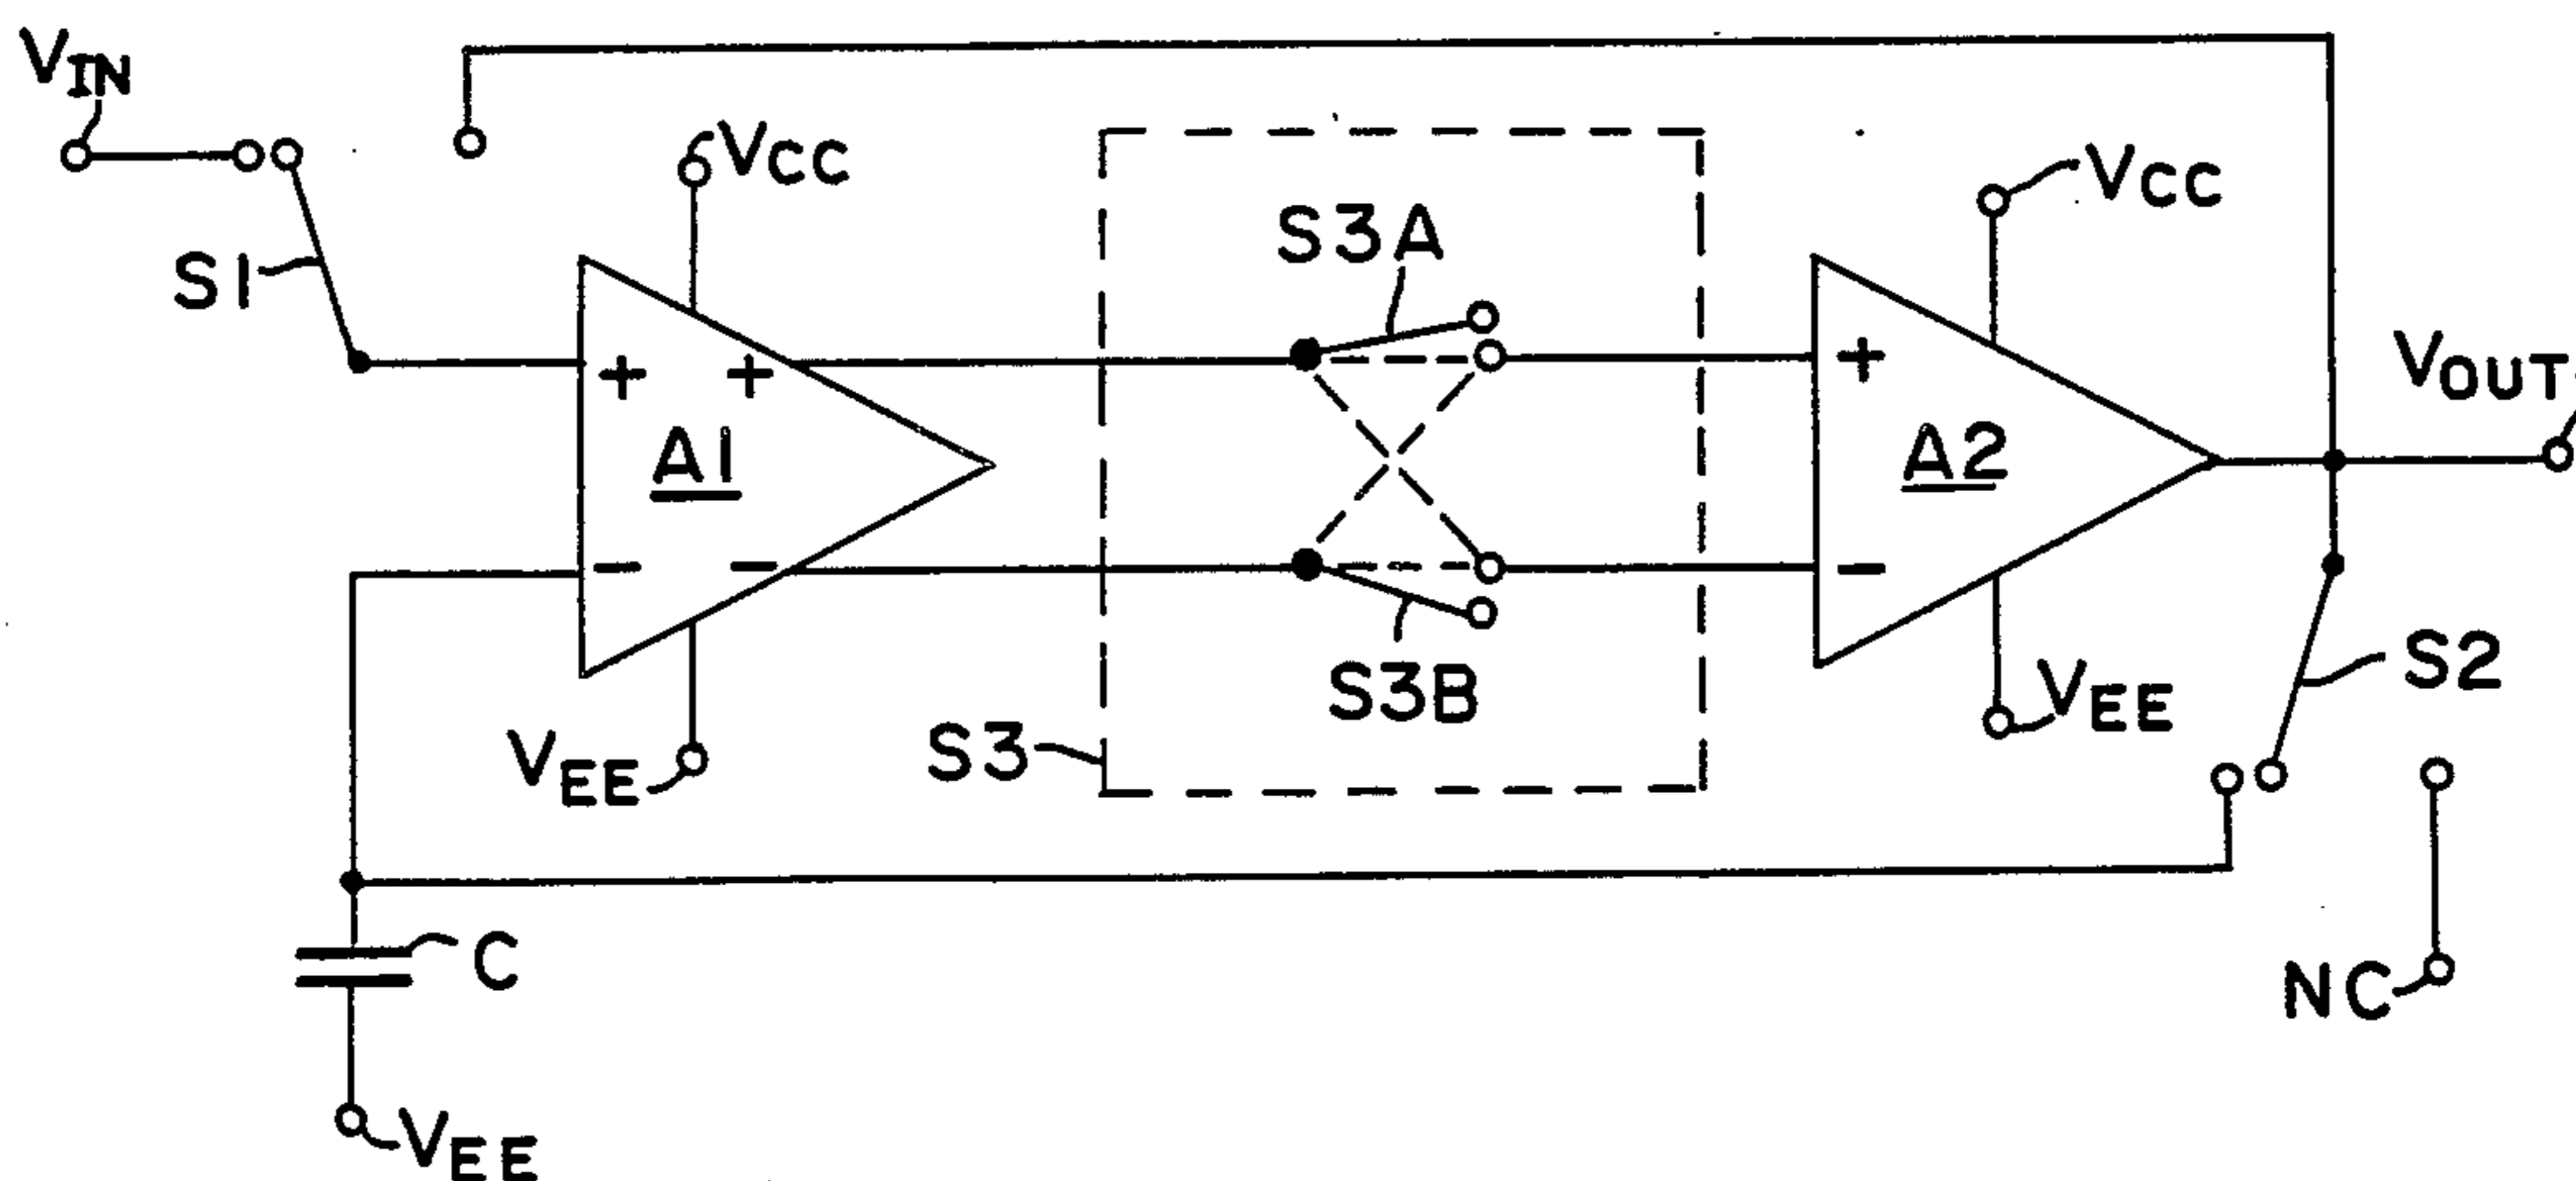 VIN
VCC
VCC
S3A
S1
+
+
+
VOUT
A1
A2
-
-
-
S2
S3B
VEE
S3
VEE
C
NC
VEE